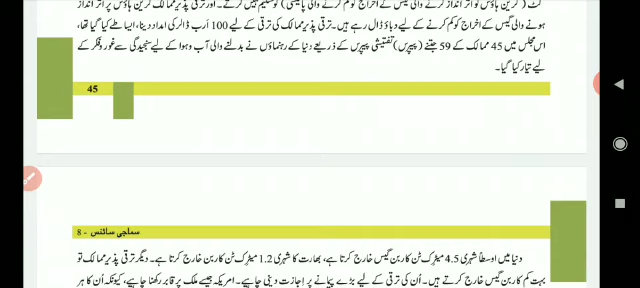 گٹ (گرین ہاؤس کو اثر انداز کرنے والی گیس کے اخراج کو کم کرنے والی پالیسی) کو تسلیم نہیں کرتے۔ اور ترقی پذیر ممالک گرین ہاؤس پر اثر انداز
ہونے والی گیس کے اخراج کو کم کرنے کے لیے دباؤ ڈال رہے ہیں۔ ترقی پذیر ممالک کی ترقی کے لیے 100 ارب ڈالر کی امداد دینا، ایسا طے کیا گیا تھا،
اس مجلس میں 45 ممالک کے 59 جتنے (پیپرس) تفتیشی پیپرس کے ذریعے دنیا کے رہنماؤں نے بدلنے والی آب و ہوا کے لیے سنجیدگی سے غور و فکر کے
لیے تیار کیا گیا۔
45
سماجی سائنس - 8
دنیا میں اوسطاً شہری 4.5 میٹرک ٹن کاربن گیس خارج کرتا ہے، بھارت کا شہری 1.2 میٹرک ٹن کاربن خارج کرتا ہے۔ دیگر ترقی پذیر ممالک تو
بہت کم کاربن گیس خارج کرتے ہیں۔ اُن کی ترقی کے لیے بڑے پیمانے پر اجازت دینی چاہیے۔ امریکہ جیسے ملک پر قابو رکھنا چاہیے، کیونکہ اُن کا ہر